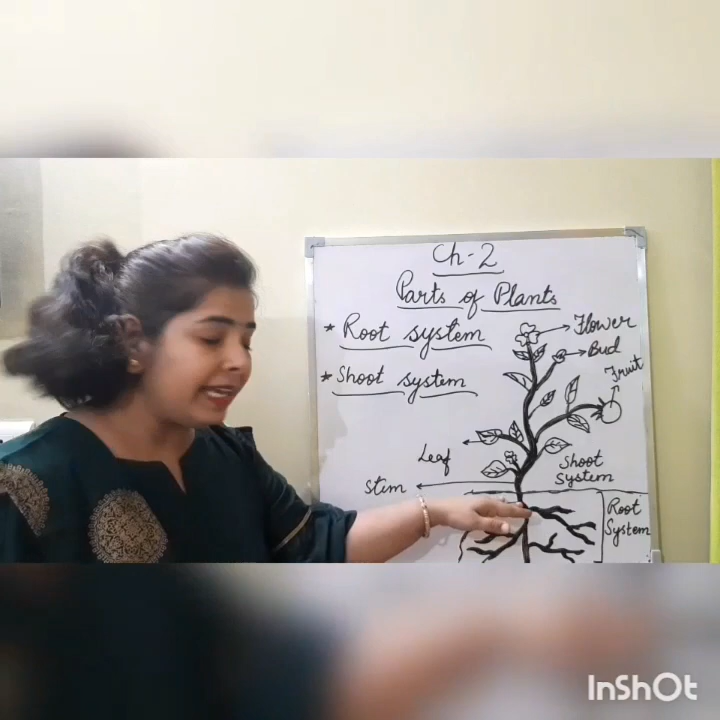 Ch-2
Parts of Plants
* Root system
* Shoot system
Flower
Bud
Fruit
Leaf
Stem
Shoot
System
Root
System
InShOt